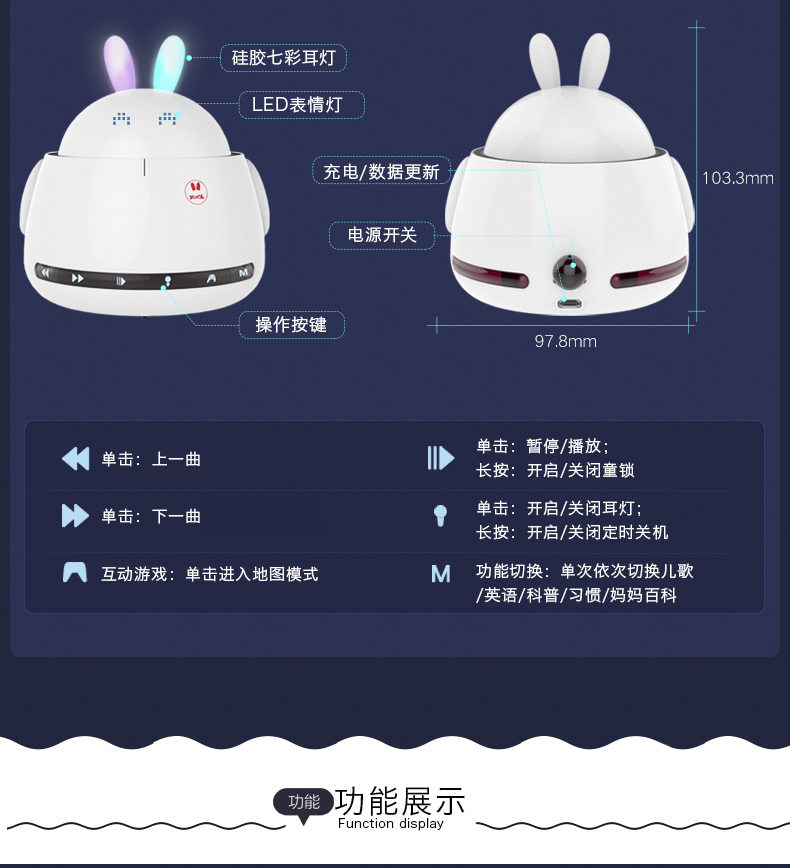 硅胶七彩耳灯
LED表情灯
充电/数据更新
103.3mm
电源开关
M
操作按键
97.8mm
单击：上一曲
单击：暂停/播放；
长按：开启/关闭童锁
单击：下一曲
单击：开启/关闭耳灯；
长按：开启/关闭定时关机
互动游戏：单击进入地图模式
M
功能切换：单次依次切换儿歌
/英语/科普/习惯/妈妈百科
功能
功能展示
Function display